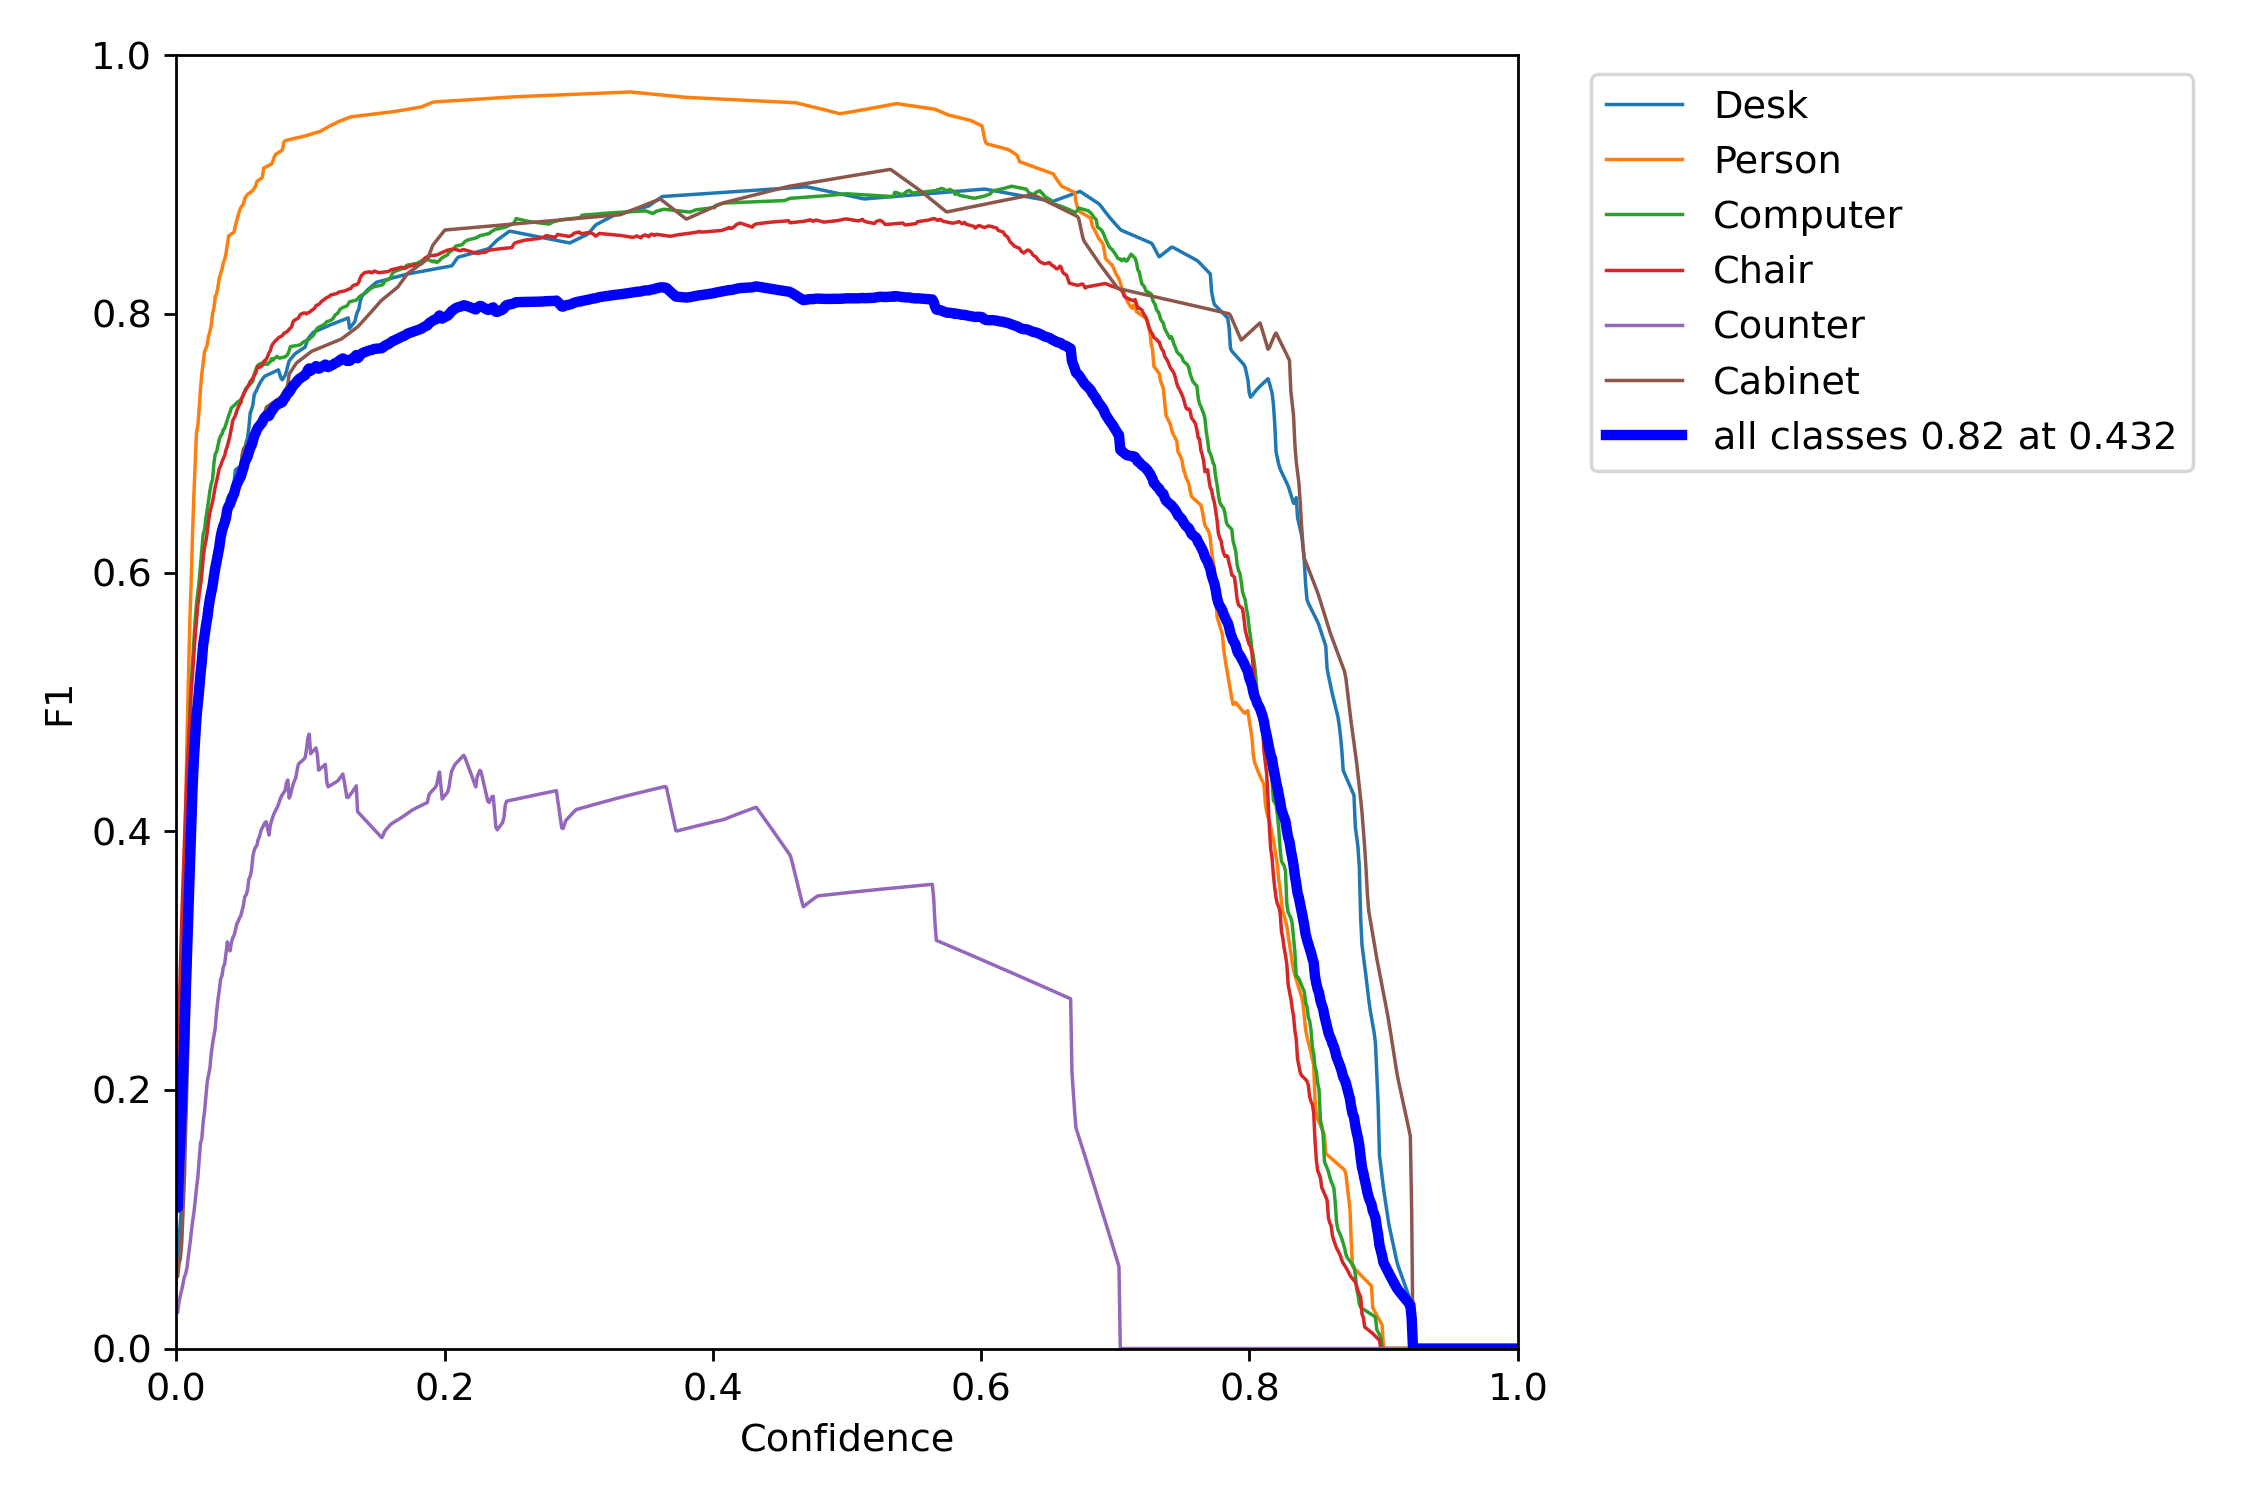 1.0
0.8
0.6
0.4
0.2
0.0
F1
0.0 0.2 0.4 0.6 0.8 1.0
Confidence
Desk
Person
Computer
Chair
Counter
Cabinet
all classes 0.82 at 0.432